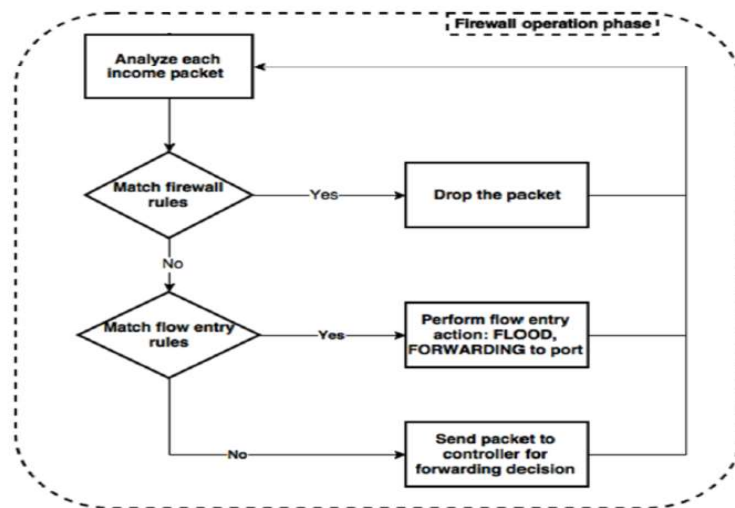 Firewall operation phase
Analyze each
income packet
Match firewall
rules
Yes
Drop the packet
No
Match flow entry
rules
Yes
Perform flow entry
action: FLOOD,
FORWARDING to port
No
Send packet to
controller for
forwarding decision